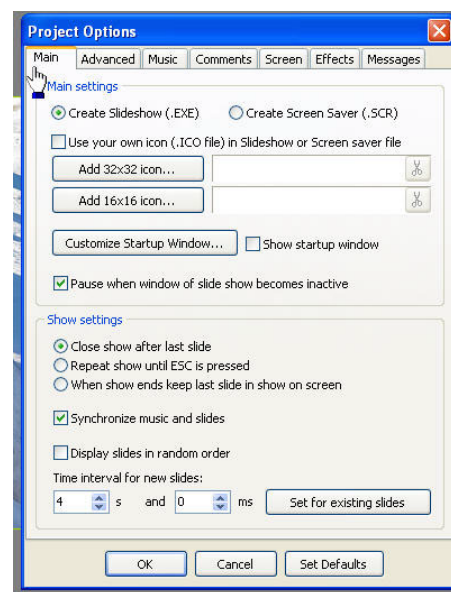 Project Options
Main Advanced Music Comments Screen Effects Messages
Main settings
Create Slideshow (.EXE) Create Screen Saver (.SCR)
Use your own icon (.ICO file) in Slideshow or Screen saver file
Add 32x32 icon...
Add 16x16 icon...
Customize Startup Window... Show startup window
Pause when window of slide show becomes inactive
Show settings
Close show after last slide
Repeat show until ESC is pressed
When show ends keep last slide in show on screen
Synchronize music and slides
Display slides in random order
Time interval for new slides:
4 s and 0 ms Set for existing slides
OK Cancel Set Defaults